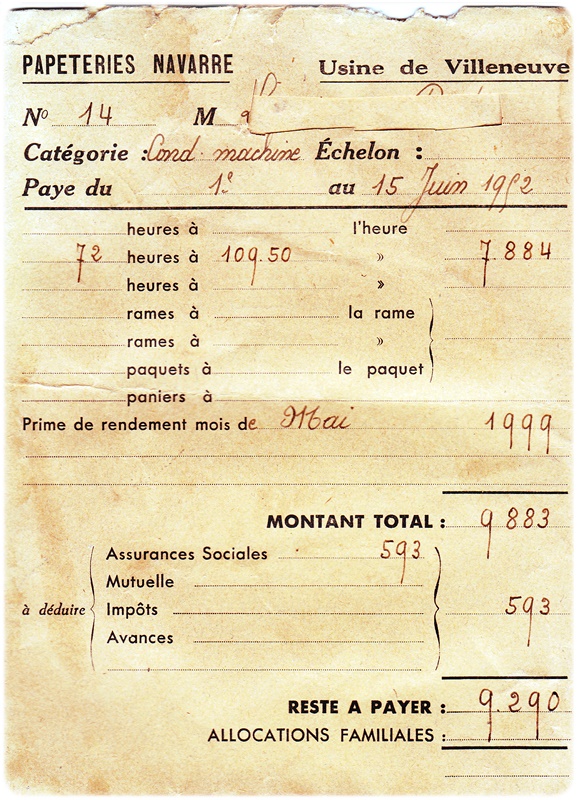 PAPETERIES NAVARRE Usine de Villeneuve
Nº 14 M
Catégorie : Cond. machine Échelon :
Paye du 1º au 15 Juin 1952
heures à l'heure
72 heures à 109.50 » 7.884
heures à »
rames à la rame
rames à »
paquets à le paquet
paniers à
Prime de rendement mois de Mai 1999
MONTANT TOTAL : 9883
Assurances Sociales 593
Mutuelle
à déduire Impôts 593
Avances
RESTE A PAYER : 9.290
ALLOCATIONS FAMILIALES :